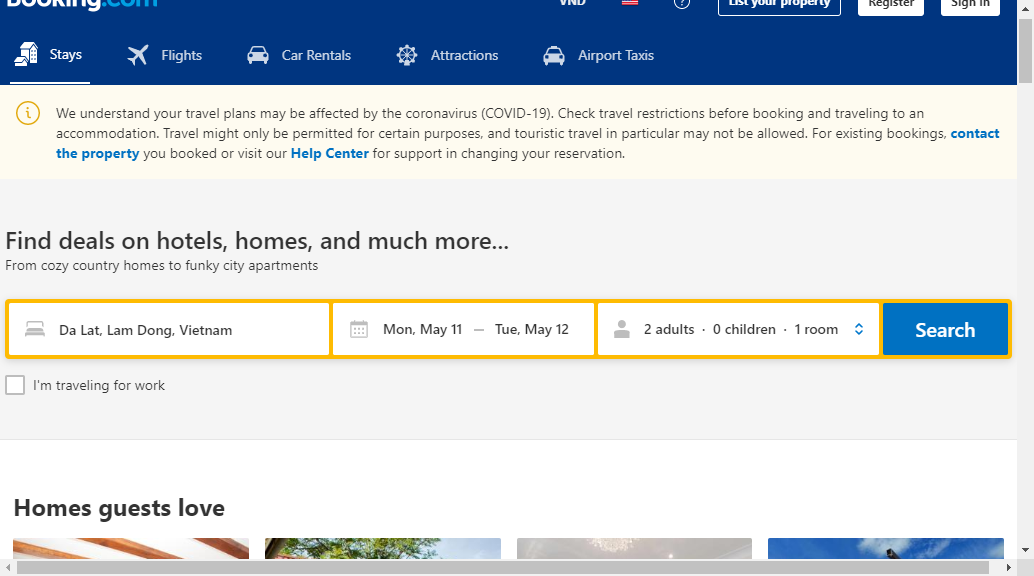 Booking.com
VND
List your property
Register
Sign in
Stays
Flights
Car Rentals
Attractions
Airport Taxis
We understand your travel plans may be affected by the coronavirus (COVID-19). Check travel restrictions before booking and traveling to an
accommodation. Travel might only be permitted for certain purposes, and touristic travel in particular may not be allowed. For existing bookings, contact
the property you booked or visit our Help Center for support in changing your reservation.
Find deals on hotels, homes, and much more...
From cozy country homes to funky city apartments
Da Lat, Lam Dong, Vietnam
Mon, May 11 — Tue, May 12
2 adults · 0 children · 1 room
Search
I'm traveling for work
Homes guests love